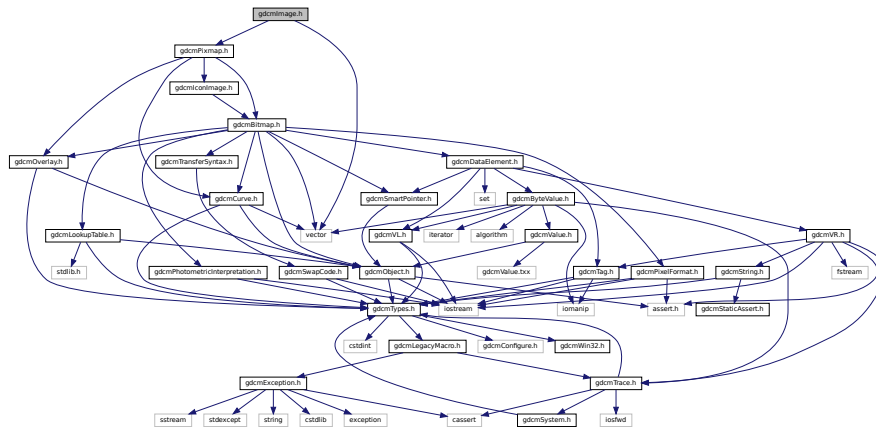 gdcmImage.h
gdcmPixmap.h
gdcmIconImage.h
gdcmBitmap.h
gdcmOverlay.h
gdcmTransferSyntax.h
gdcmDataElement.h
gdcmCurve.h
gdcmSmartPointer.h
set
gdcmByteValue.h
gdcmLookupTable.h
vector
gdcmVL.h
iterator
algorithm
gdcmValue.h
gdcmVR.h
stdlib.h
gdcmPhotometricInterpretation.h
gdcmSwapCode.h
gdcmObject.h
gdcmValue.txx
gdcmTag.h
gdcmPixelFormat.h
gdcmString.h
fstream
gdcmTypes.h
iostream
iomanip
assert.h
gdcmStaticAssert.h
cstdint
gdcmLegacyMacro.h
gdcmConfigure.h
gdcmWin32.h
gdcmException.h
gdcmTrace.h
sstream
stdexcept
string
cstdlib
exception
cassert
gdcmSystem.h
iosfwd